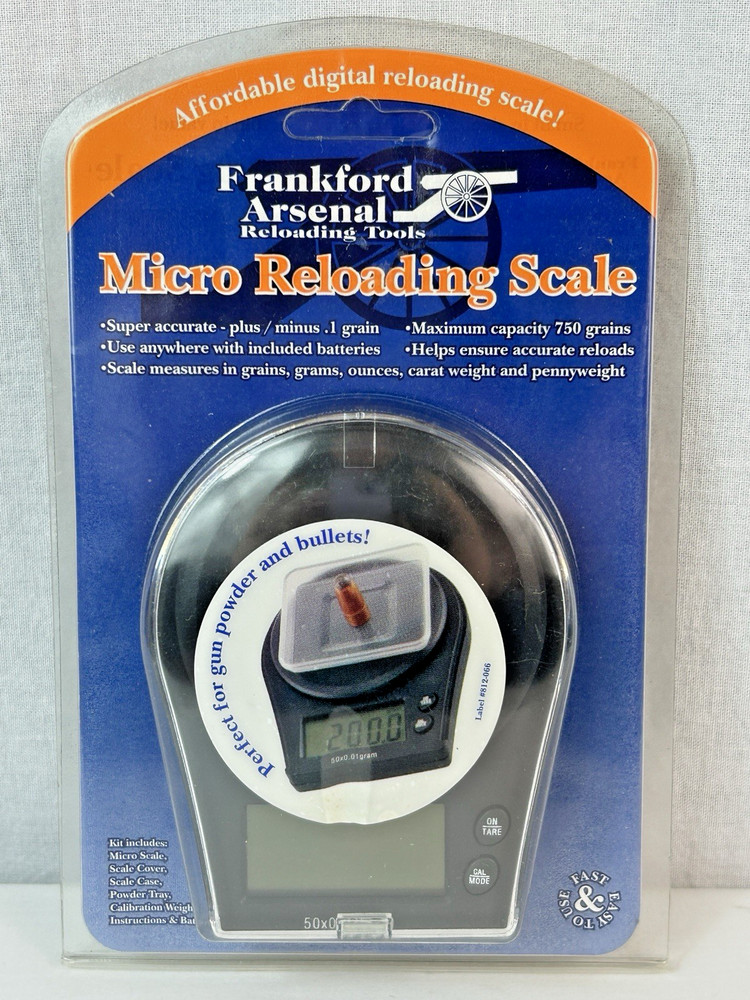 Affordable digital reloading scale!
Frankford
Arsenal
Reloading Tools
Micro Reloading Scale
•Super accurate - plus / minus .1 grain
•Maximum capacity 750 grains
•Use anywhere with included batteries
•Helps ensure accurate reloads
•Scale measures in grains, grams, ounces, carat weight and pennyweight
Perfect for gun powder and bullets!
Label #812-066
200.0
50x0.01gram
ON
TARE
CAL
MODE
Kit includes:
Micro Scale,
Scale Cover,
Scale Case,
Powder Tray,
Calibration Weigh
Instructions & Bat
FAST
&
EASY
TO USE
50x0